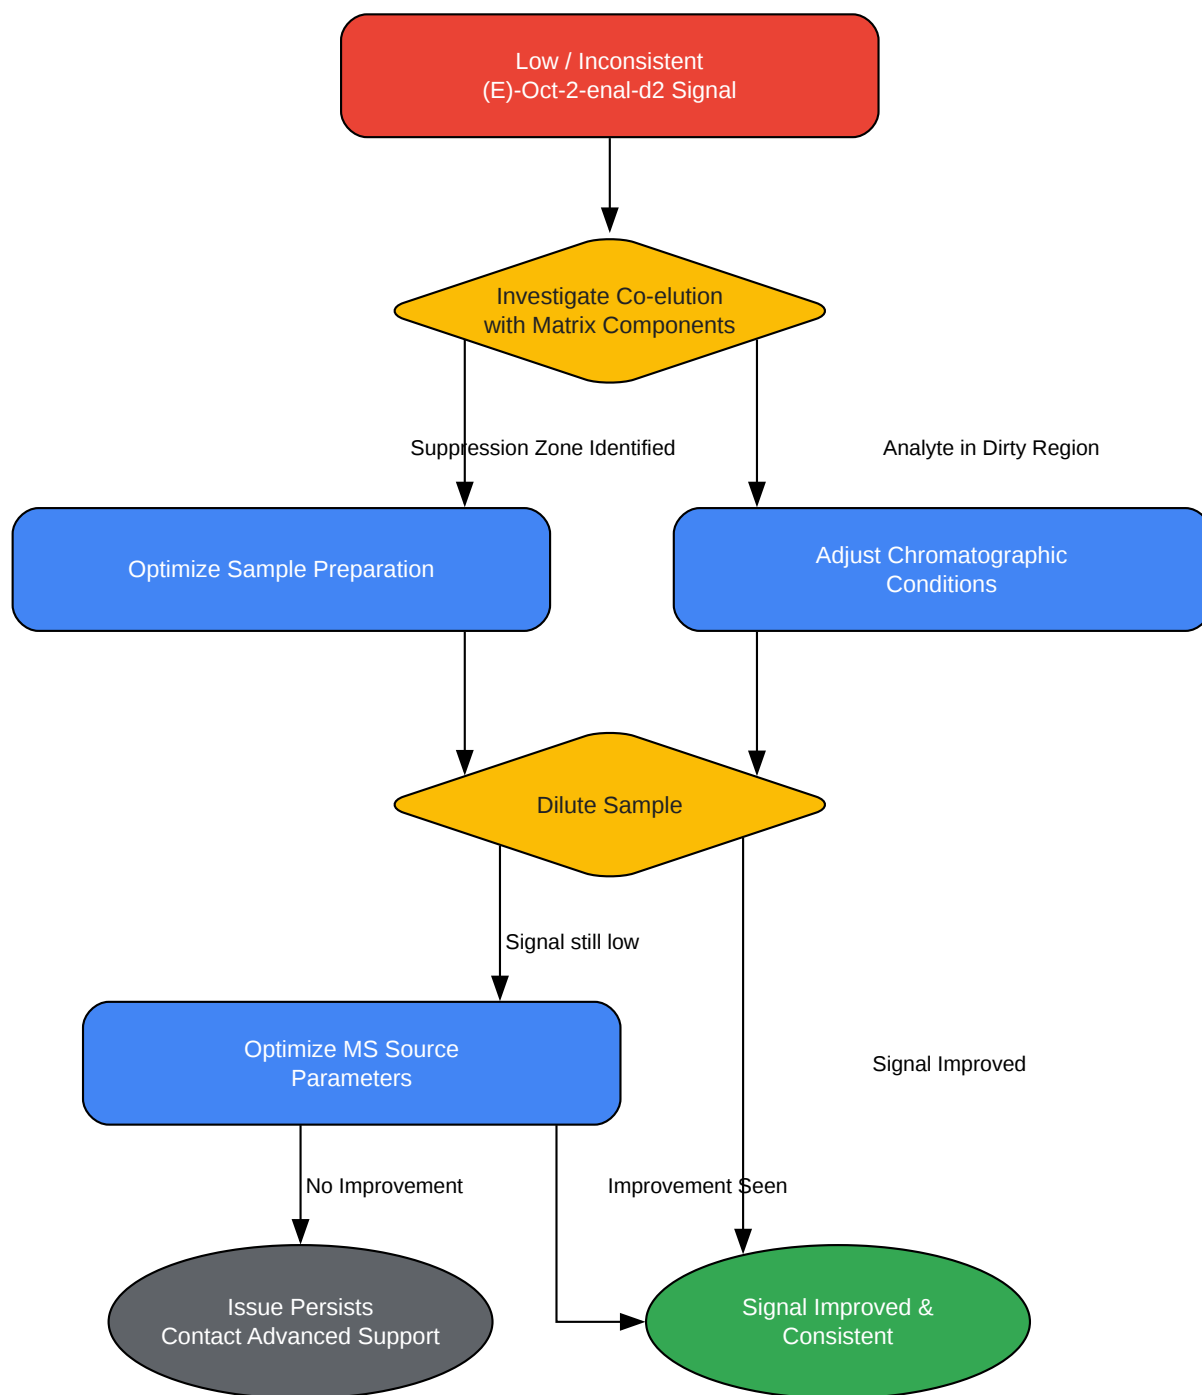 Low / Inconsistent
(E)-Oct-2-enal-d2 Signal
Investigate Co-elution
with Matrix Components
Suppression Zone Identified
Analyte in Dirty Region
Optimize Sample Preparation
Adjust Chromatographic
Conditions
Dilute Sample
Signal still low
Optimize MS Source
Parameters
Signal Improved
No Improvement
Improvement Seen
Issue Persists
Contact Advanced Support
Signal Improved &
Consistent